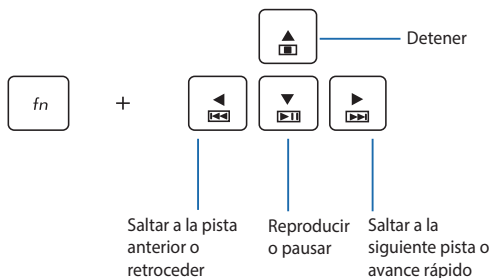 Detener
fn +
Saltar a la pista
anterior o
retroceder
Reproducir
o pausar
Saltar a la
siguiente pista o
avance rápido